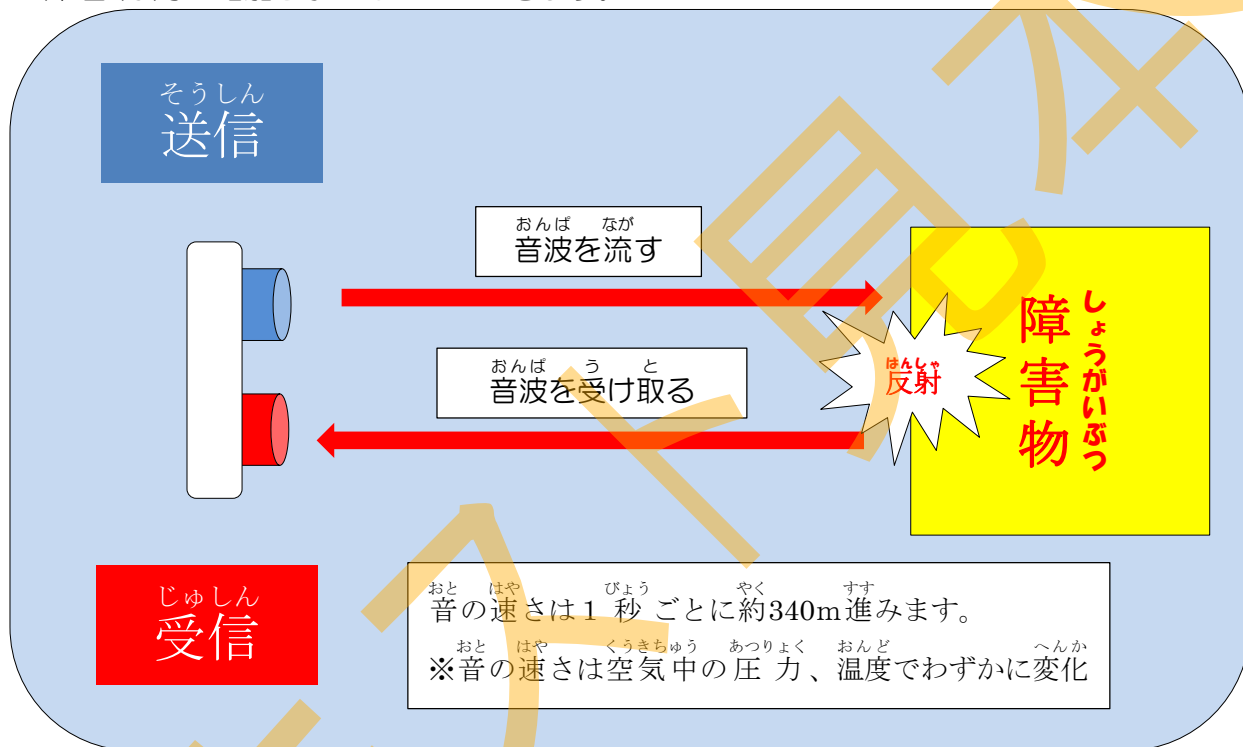 そうしん
送信
おんぱ なが
音波を流す
はんしゃ
反射
しょうがいぶつ
障害物
おんぱ う と
音波を受け取る
じゅしん
受信
おと はや びょう やく すす
音の速さは1秒ごとに約340m進みます。
おと はや くうきちゅう あつりょく おんど へんか
※音の速さは空気中の圧力、温度でわずかに変化